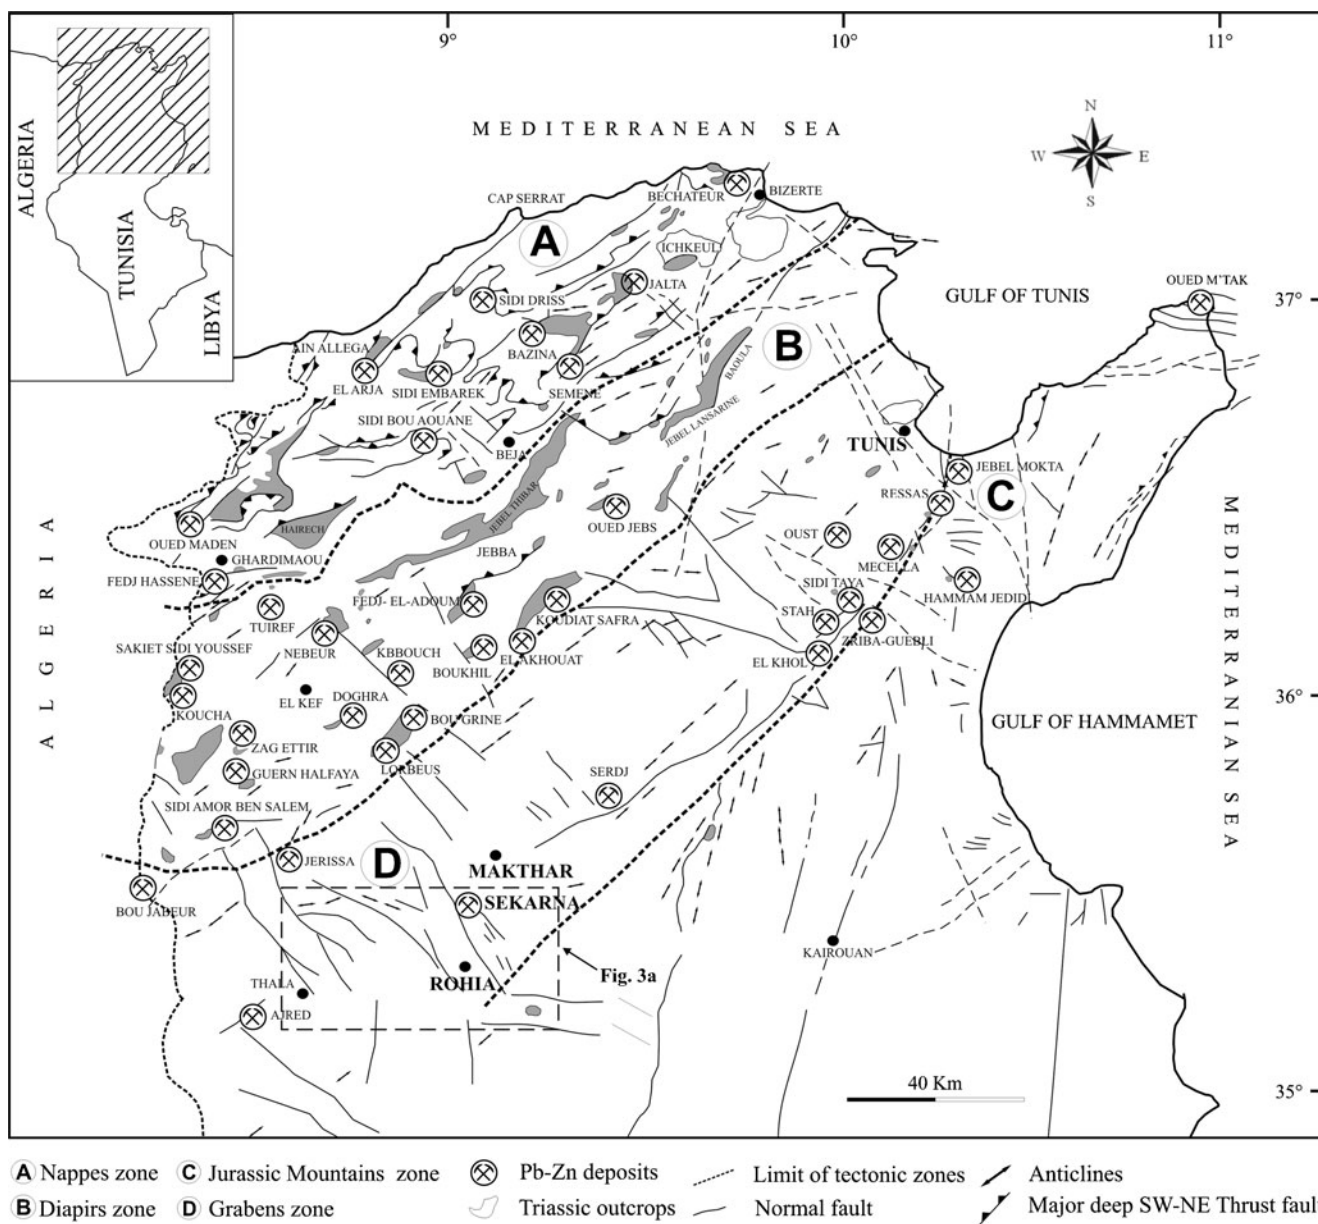 9°
10°
11°
ALGERIA
TUNISIA
LIBYA
MEDITERRANEAN SEA
N
W
E
S
CAP SERRAT
BECHATEUR
BIZERTE
A
ICHKEUL
JALTA
SIDI DRISS
GULF OF TUNIS
OUED M'TAK
37°
AIN ALLEGA
BAZINA
B
EL ARJA
SIDI EMBAREK
SEMENE
BAOULA
JEBEL LANSARINE
SIDI BOU AOUANE
BEJA
TUNIS
JEBEL MOKTA
RESSAS
C
JEBEL THIBAR
HAIRECH
OUED MADEN
OUED JEBS
OUST
MECELLA
GHARDIMAOU
JEBBA
FEDJ HASSENE
SIDI TAYA
HAMMAM JEDID
FEDJ- EL-ADOUM
KOUDIAT SAFRA
STAH
TUIREF
ZRIBA-GUEBLI
NEBEUR
EL AKHOUAT
SAKIET SIDI YOUSSEF
KBBOUCH
BOUKHIL
EL KHOL
EL KEF
DOGHRA
36°
KOUCHA
BOU GRINE
GULF OF HAMMAMET
ZAG ETTIR
LORBEUS
GUERN HALFAYA
SERDJ
SIDI AMOR BEN SALEM
JERISSA
D
MAKTHAR
BOU JABEUR
SEKARNA
ALGERIA
MEDITERRANIAN SEA
KAIROUAN
THALA
ROHIA
Fig. 3a
AJRED
40 Km
35°
A Nappes zone
C Jurassic Mountains zone
Pb-Zn deposits
Limit of tectonic zones
Anticlines
B Diapirs zone
D Grabens zone
Triassic outcrops
Normal fault
Major deep SW-NE Thrust fault